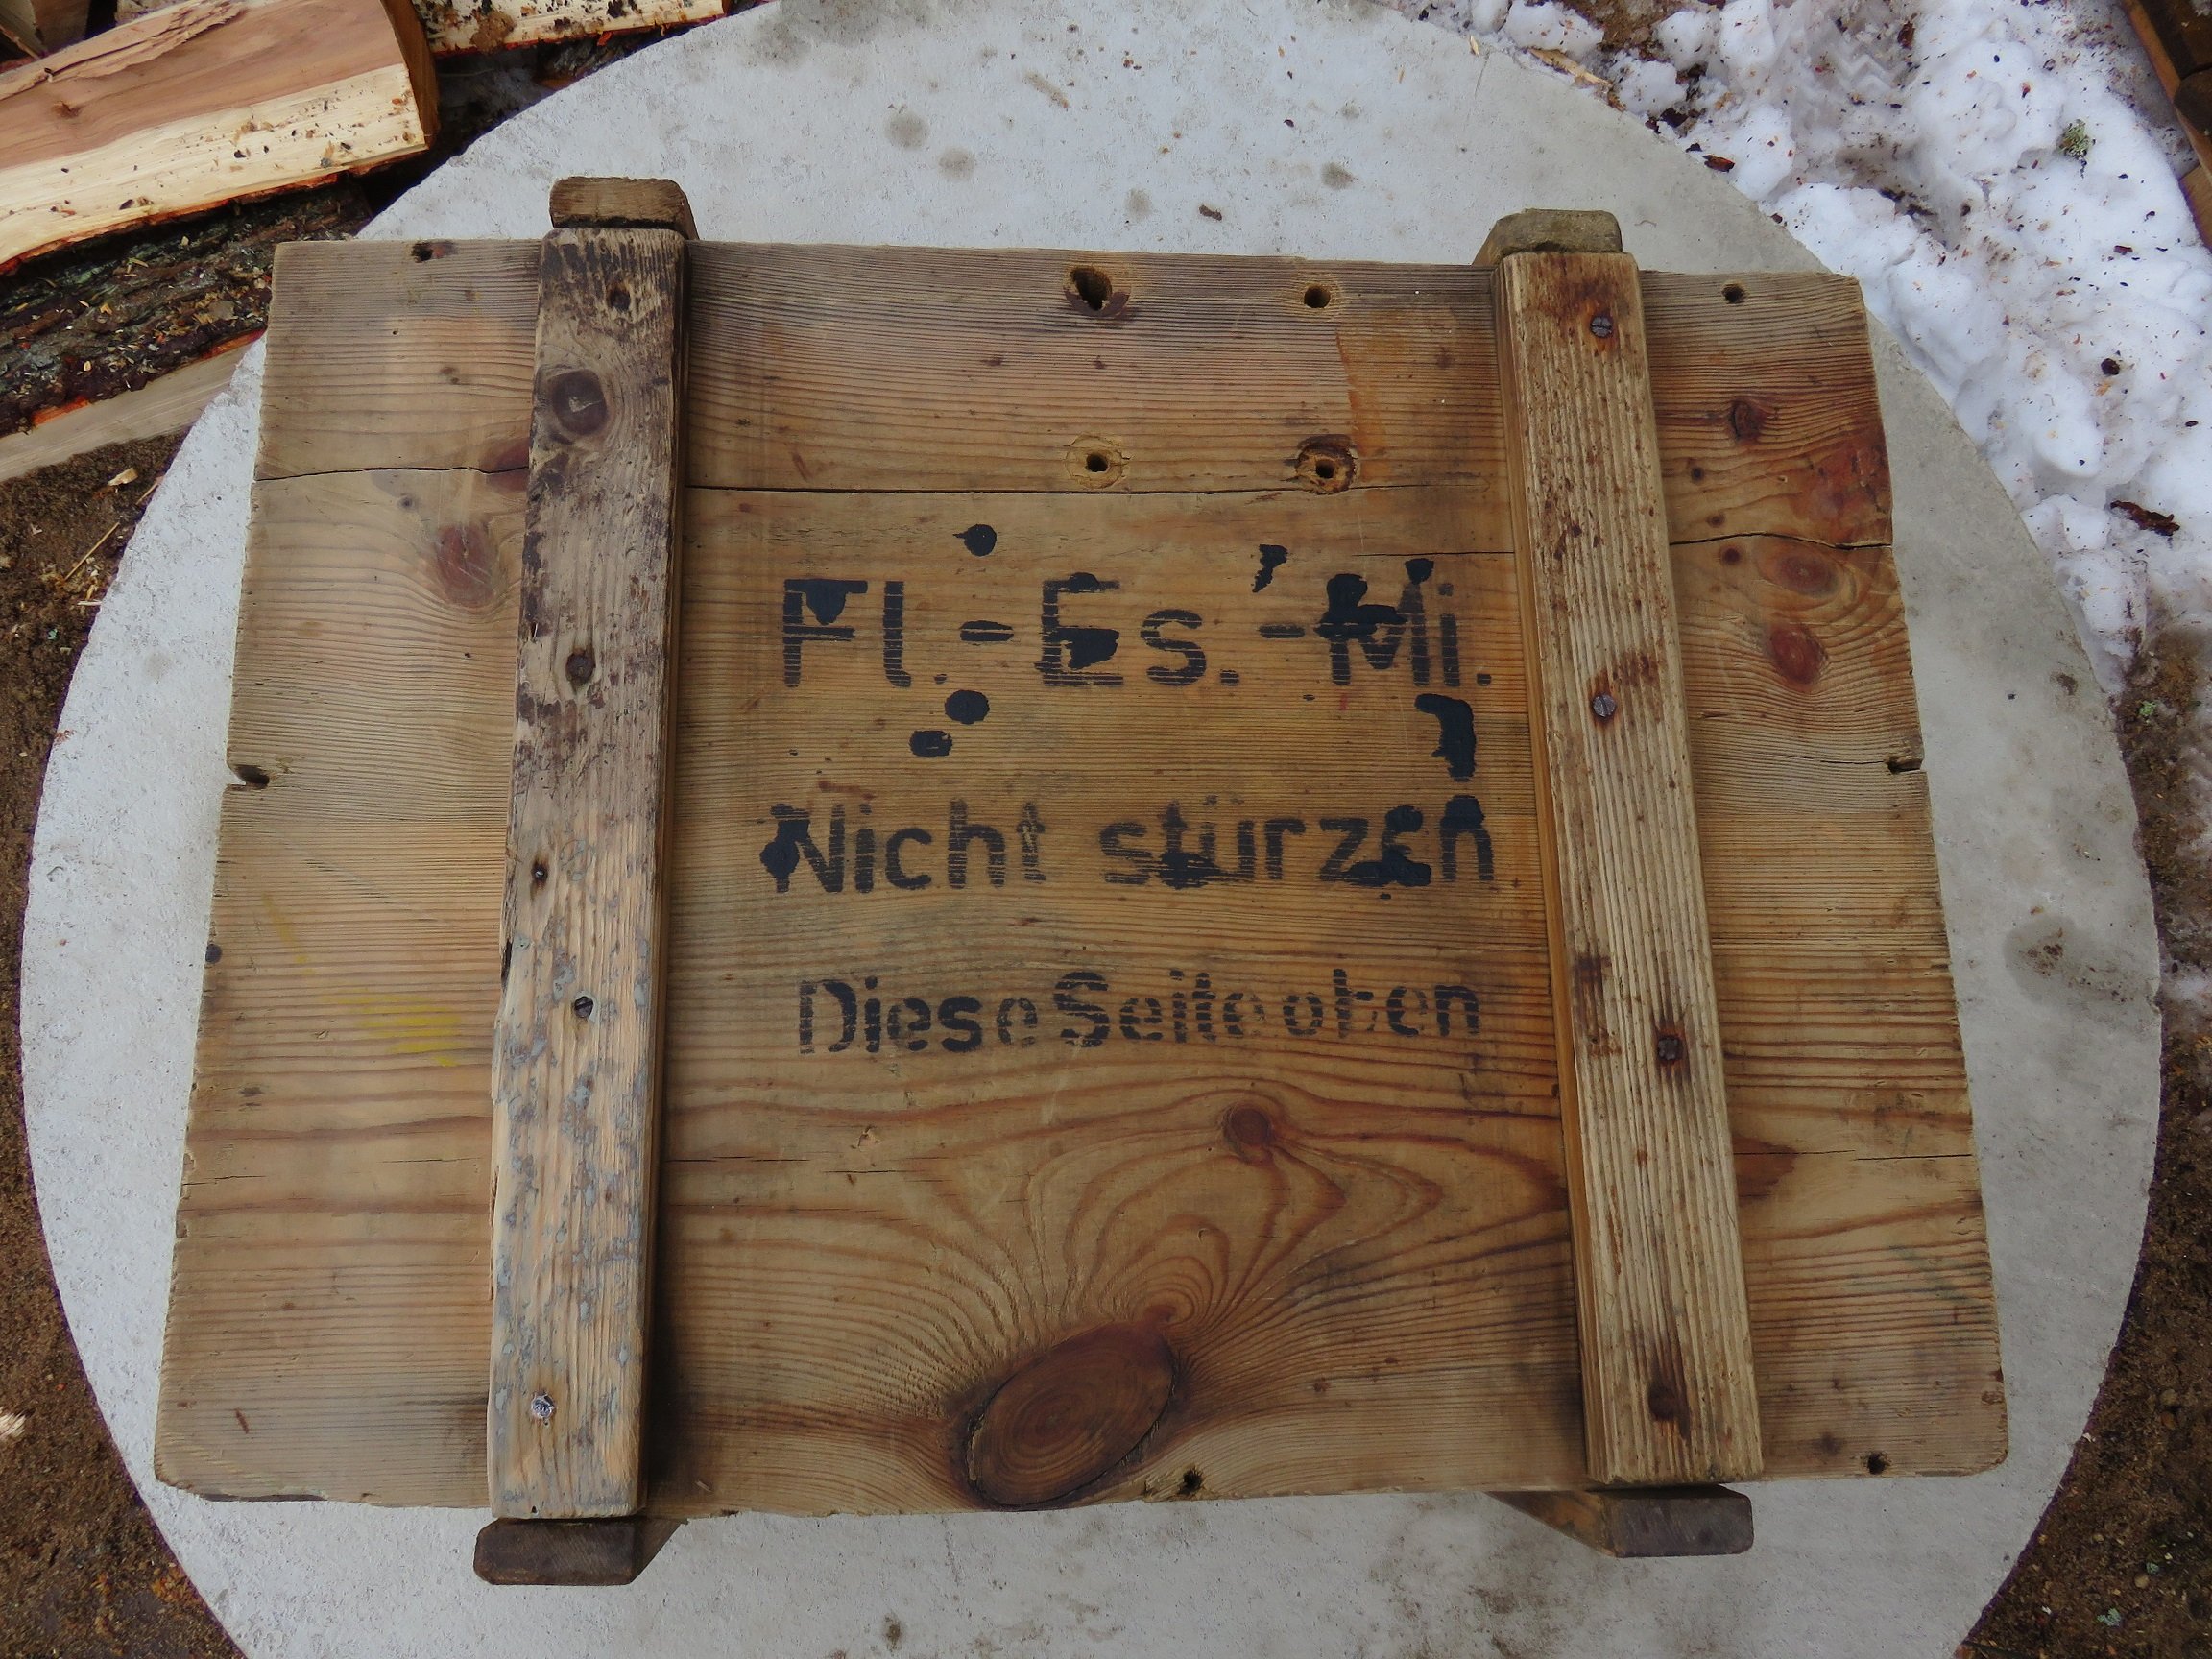 Fl.-Es.-Mi.
Nicht stürzen
Diese Seite oben